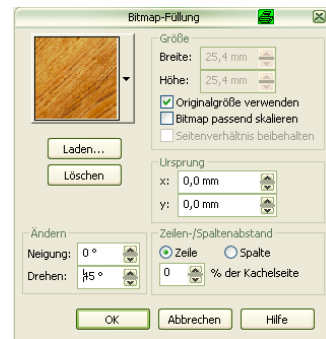 Bitmap-Füllung
Größe
Breite: 25,4 mm
Höhe: 25,4 mm
Originalgröße verwenden
Bitmap passend skalieren
Seitenverhältnis beibehalten
Laden...
Löschen
Ursprung
x: 0,0 mm
y: 0,0 mm
Ändern
Neigung: 0 °
Drehen: 45 °
Zeilen-/Spaltenabstand
Zeile Spalte
0 % der Kachelseite
OK Abbrechen Hilfe